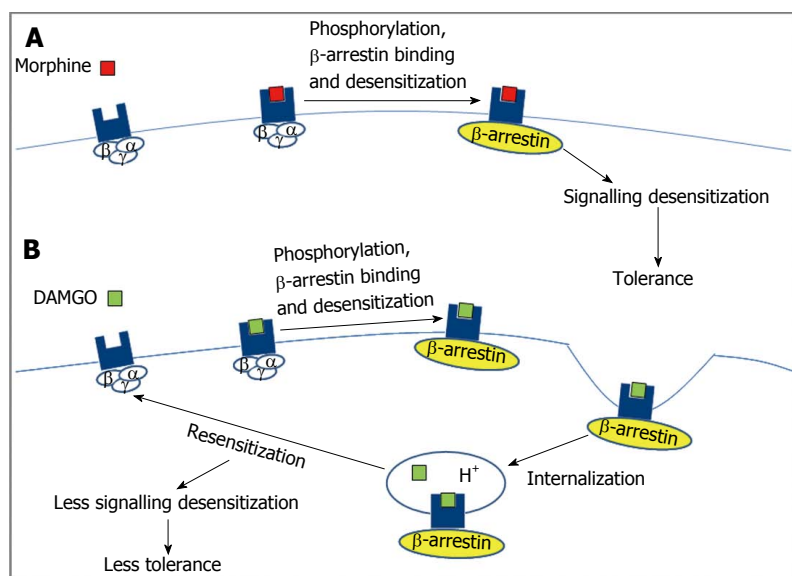 A
Morphine
Phosphorylation,
β-arrestin binding
and desensitization
β α
γ
β α
γ
β-arrestin
Signalling desensitization
Tolerance
B
DAMGO
Phosphorylation,
β-arrestin binding
and desensitization
β α
γ
β α
γ
β-arrestin
β-arrestin
Internalization
H⁺
β-arrestin
Resensitization
Less signalling desensitization
Less tolerance